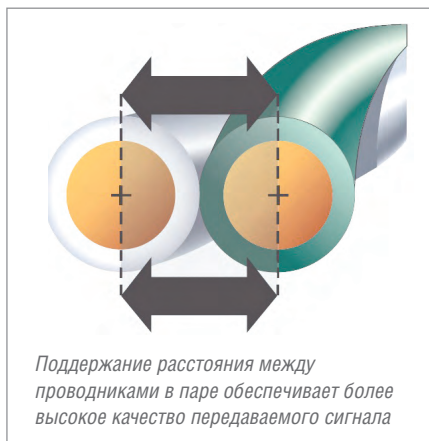 Поддержание расстояния между
проводниками в паре обеспечивает более
высокое качество передаваемого сигнала